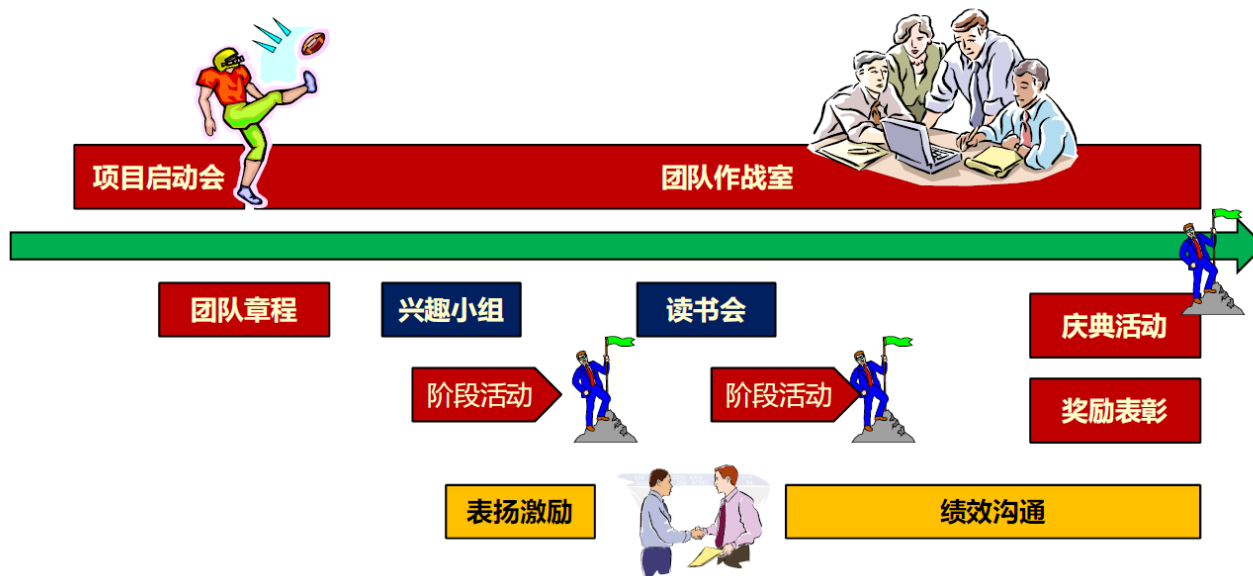 项目启动会
团队作战室
团队章程
兴趣小组
读书会
庆典活动
阶段活动
阶段活动
奖励表彰
表扬激励
绩效沟通